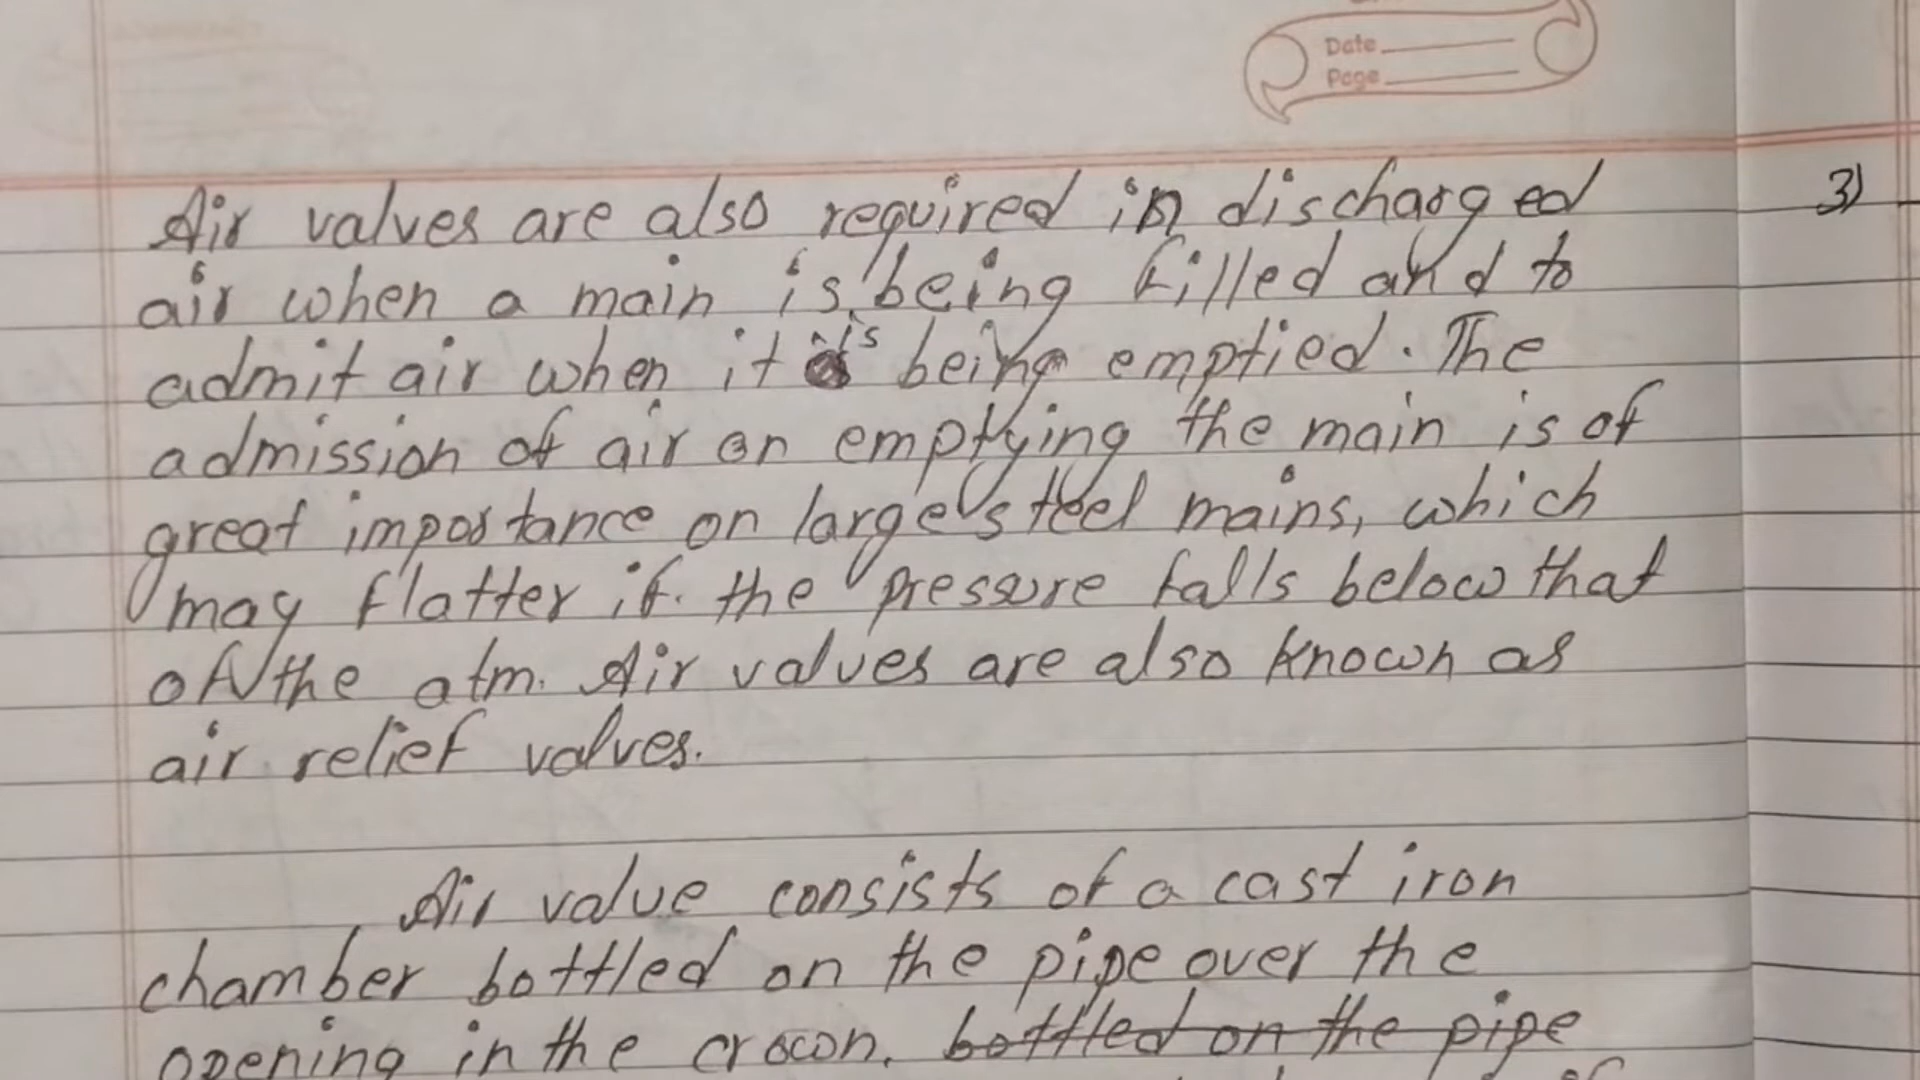 Date
Page
Air valves are also required in discharged
3)
air when a main is being filled and to
admit air when it is being emptied. The
admission of air on emptying the main is of
great importance on large steel mains, which
may flatter if the pressure falls below that
of the atm. Air valves are also known as
air relief valves.
Air value consists of a cast iron
chamber bottled on the pipe over the
opening in the crown. bottled on the pipe